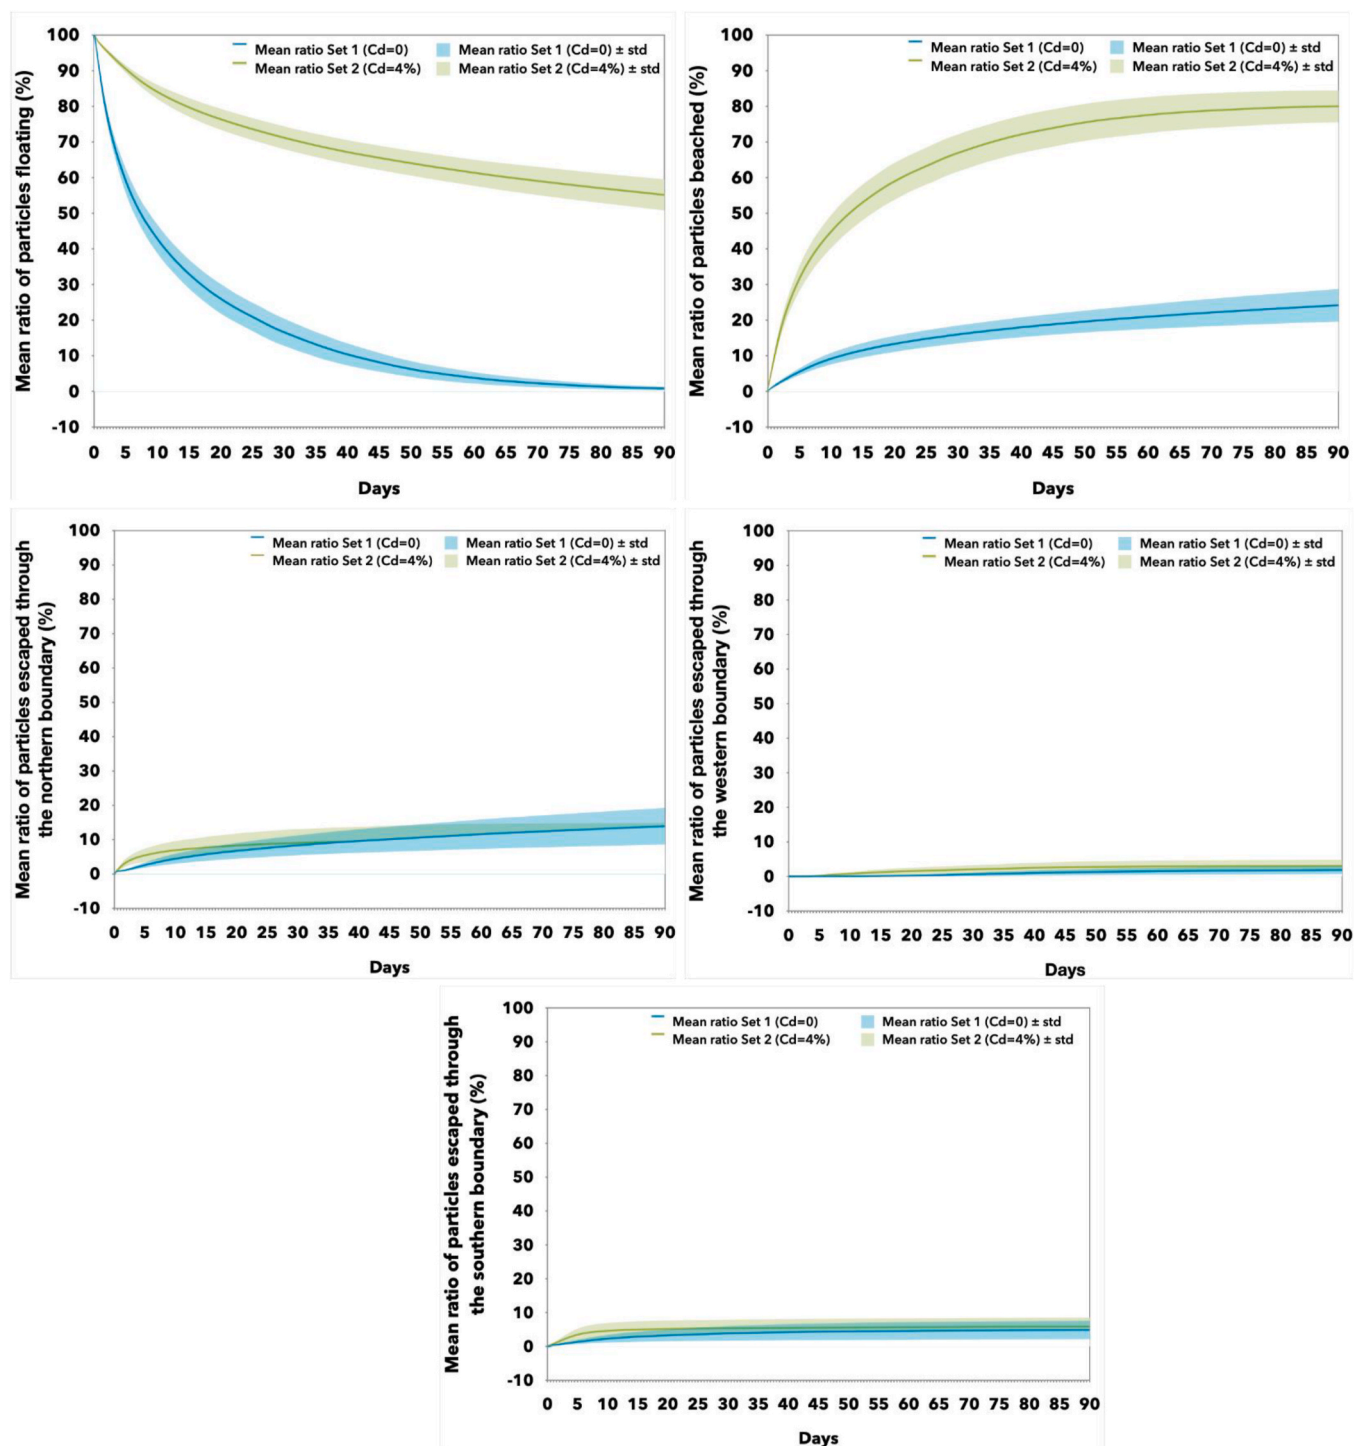 Mean ratio of particles floating (%)
Mean ratio Set 1 (Cd=0)
Mean ratio Set 1 (Cd=0) ± std
Mean ratio Set 2 (Cd=4%)
Mean ratio Set 2 (Cd=4%) ± std
100
90
80
70
60
50
40
30
20
10
0
-10
0 5 10 15 20 25 30 35 40 45 50 55 60 65 70 75 80 85 90
Days
Mean ratio of particles beached (%)
Mean ratio Set 1 (Cd=0)
Mean ratio Set 1 (Cd=0) ± std
Mean ratio Set 2 (Cd=4%)
Mean ratio Set 2 (Cd=4%) ± std
100
90
80
70
60
50
40
30
20
10
0
-10
0 5 10 15 20 25 30 35 40 45 50 55 60 65 70 75 80 85 90
Days
Mean ratio of particles escaped through
the northern boundary (%)
Mean ratio Set 1 (Cd=0)
Mean ratio Set 1 (Cd=0) ± std
Mean ratio Set 2 (Cd=4%)
Mean ratio Set 2 (Cd=4%) ± std
100
90
80
70
60
50
40
30
20
10
0
-10
0 5 10 15 20 25 30 35 40 45 50 55 60 65 70 75 80 85 90
Days
Mean ratio of particles escaped through
the western boundary (%)
Mean ratio Set 1 (Cd=0)
Mean ratio Set 1 (Cd=0) ± std
Mean ratio Set 2 (Cd=4%)
Mean ratio Set 2 (Cd=4%) ± std
100
90
80
70
60
50
40
30
20
10
0
-10
0 5 10 15 20 25 30 35 40 45 50 55 60 65 70 75 80 85 90
Days
Mean ratio of particles escaped through
the southern boundary (%)
Mean ratio Set 1 (Cd=0)
Mean ratio Set 1 (Cd=0) ± std
Mean ratio Set 2 (Cd=4%)
Mean ratio Set 2 (Cd=4%) ± std
100
90
80
70
60
50
40
30
20
10
0
-10
0 5 10 15 20 25 30 35 40 45 50 55 60 65 70 75 80 85 90
Days